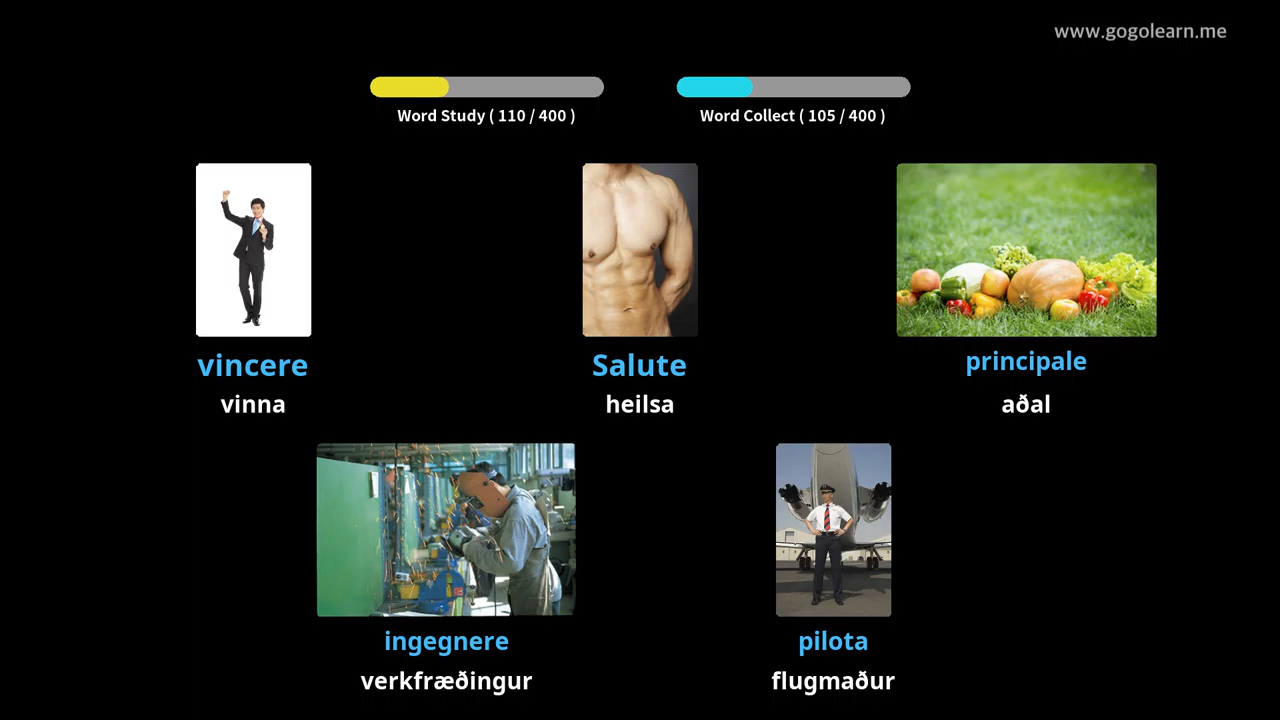 www.gogolearn.me
Word Study ( 110 / 400 )
Word Collect ( 105 / 400 )
vincere
vinna
Salute
heilsa
principale
aðal
ingegnere
verkfræðingur
pilota
flugmaður